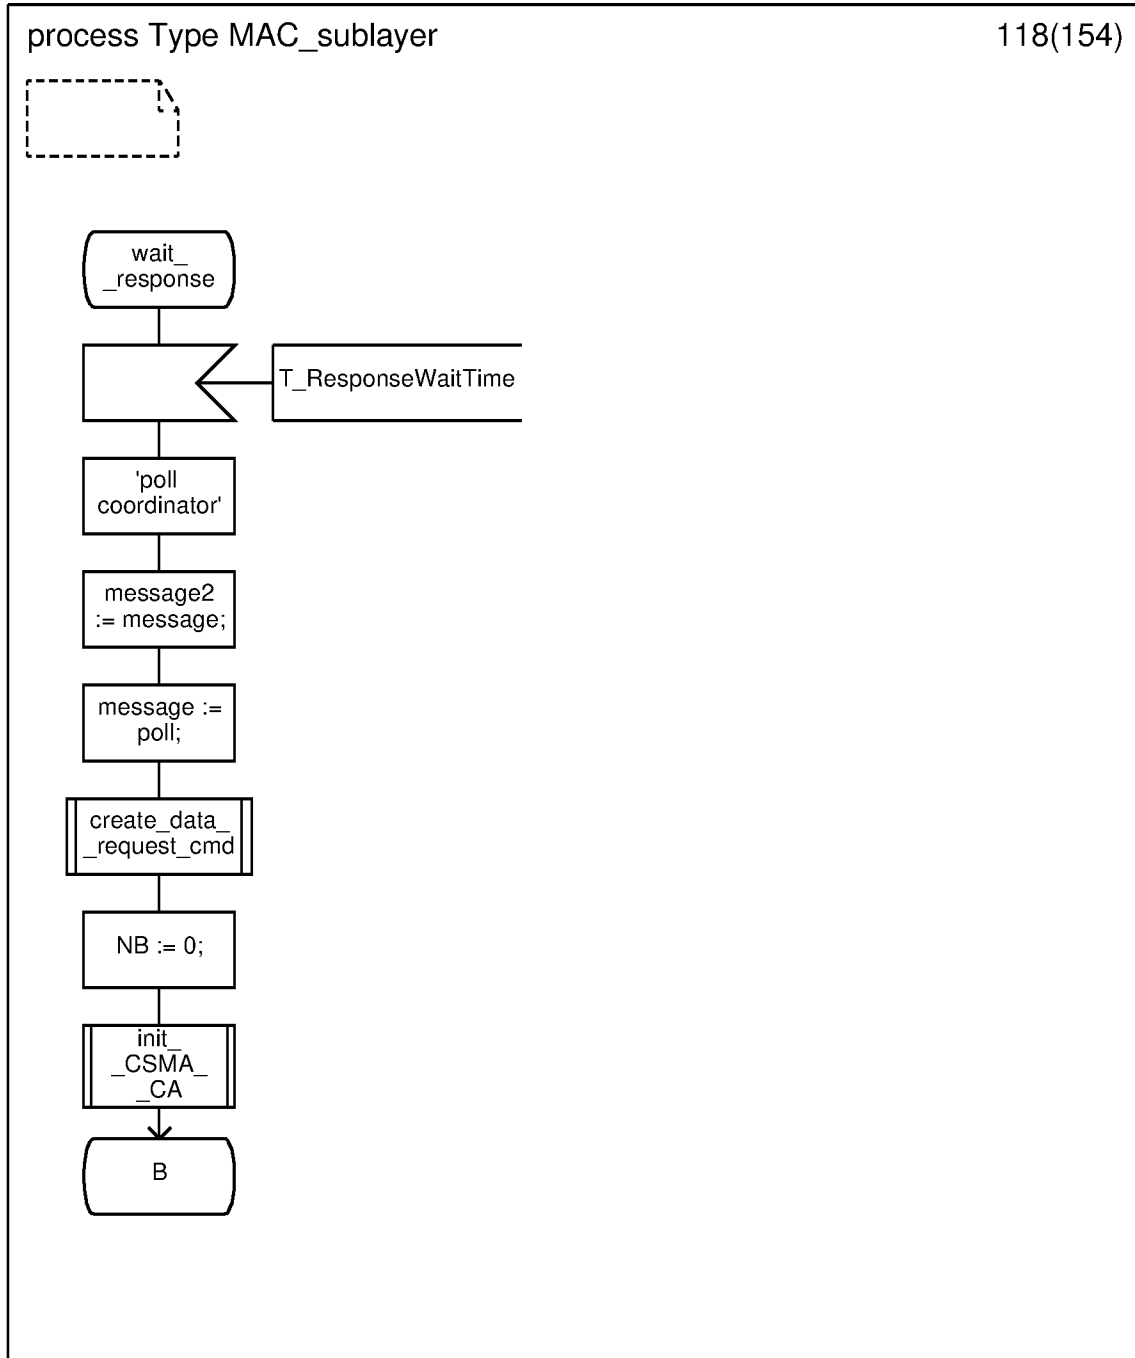 process Type MAC_sublayer
118(154)
wait_
_response
T_ResponseWaitTime
'poll
coordinator'
message2
:= message;
message :=
poll;
create_data_
_request_cmd
NB := 0;
init_
_CSMA_
_CA
B